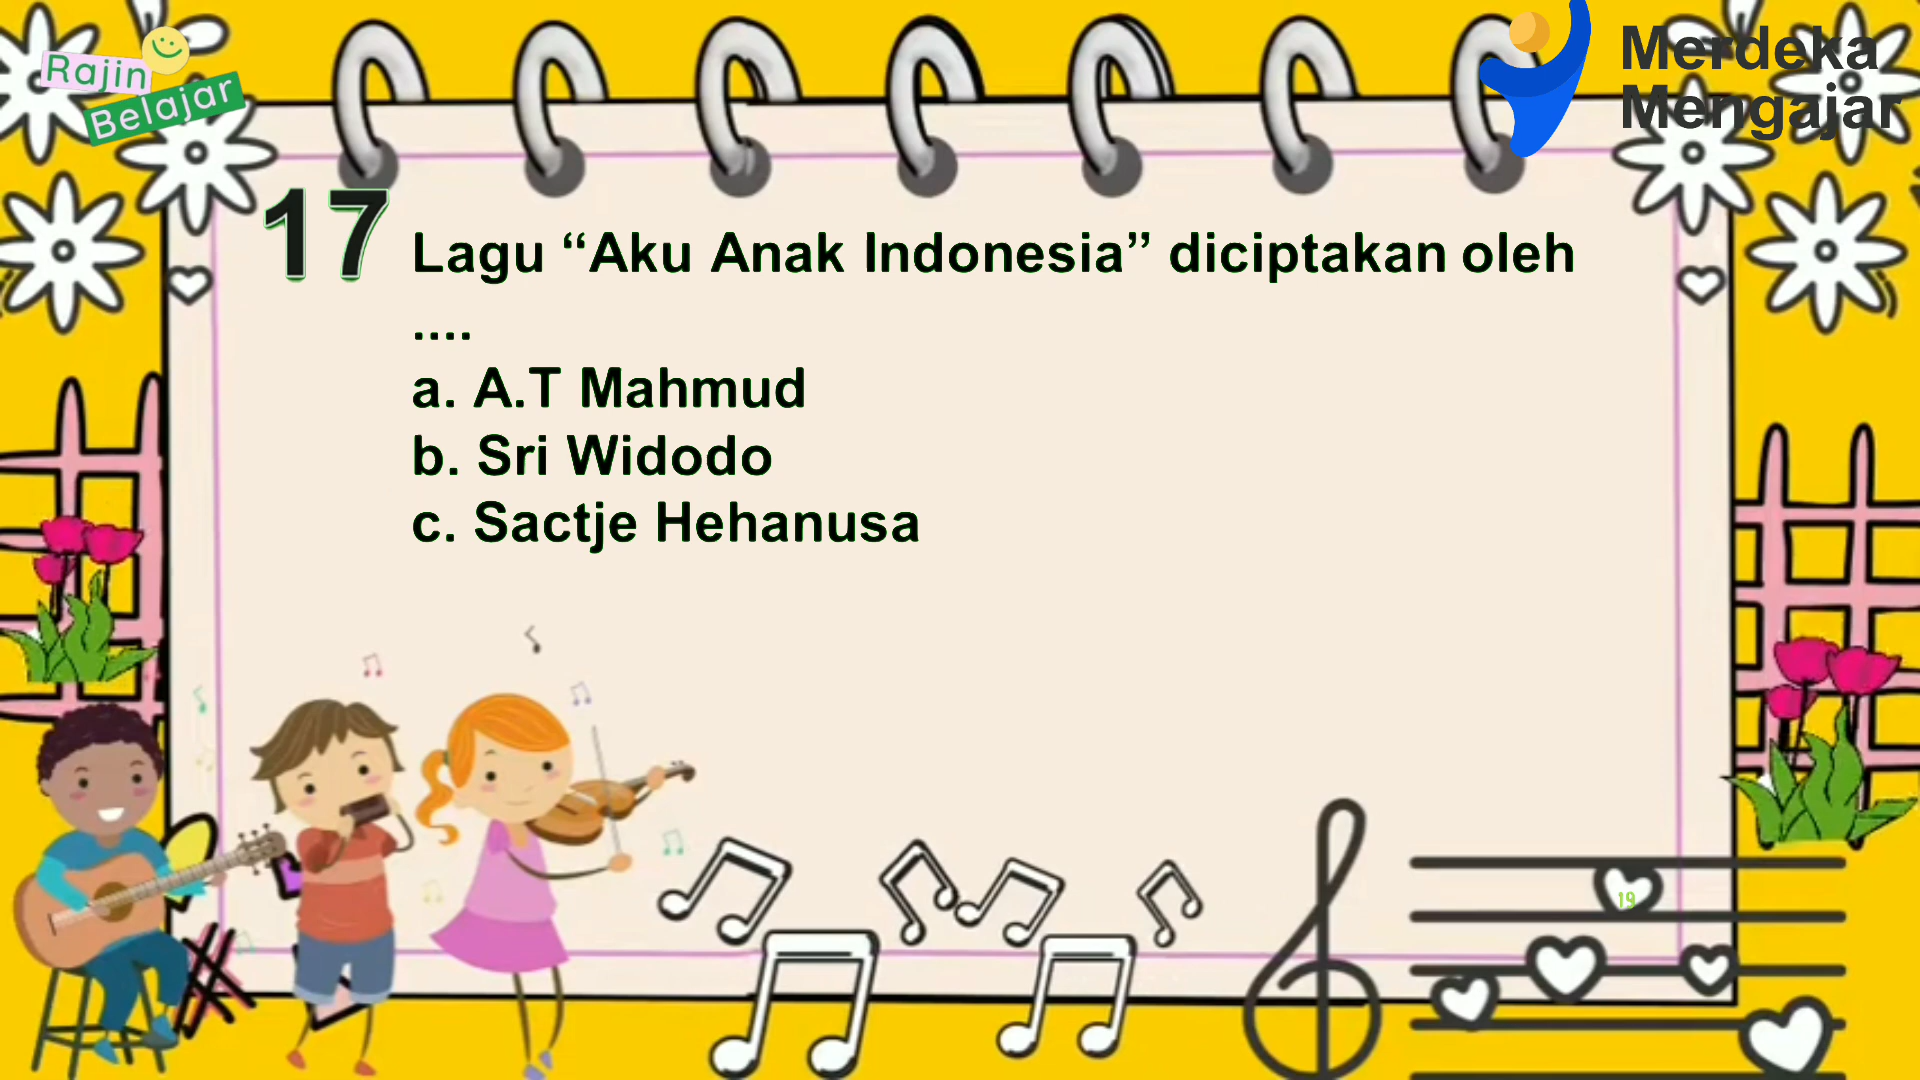 Rajin
Belajar
Merdeka
Mengajar
17
Lagu “Aku Anak Indonesia” diciptakan oleh
....
a. A.T Mahmud
b. Sri Widodo
c. Sactje Hehanusa
19